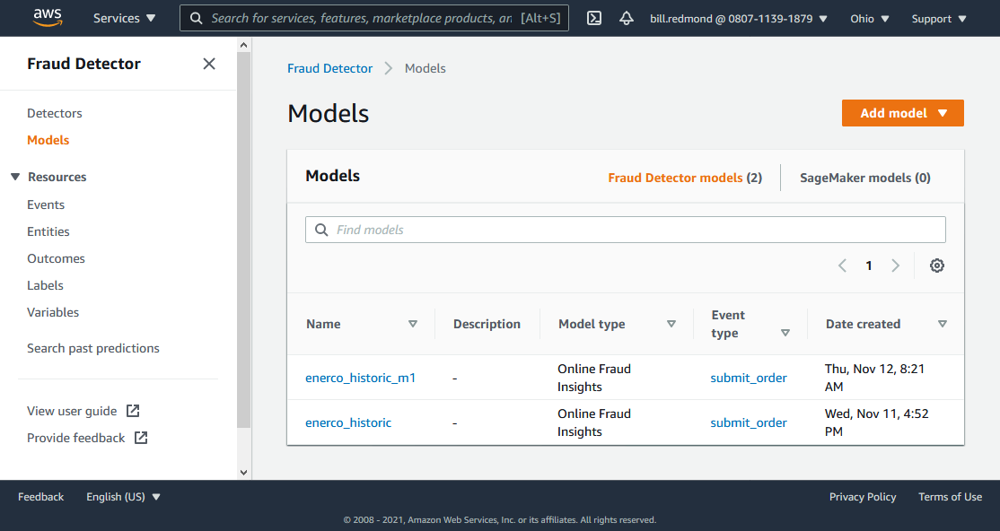 aws Services Search for services, features, marketplace products, an [Alt+S] bill.redmond @ 0807-1139-1879 Ohio Support
Fraud Detector
Detectors
Models
Resources
Events
Entities
Outcomes
Labels
Variables
Search past predictions
View user guide
Provide feedback
Fraud Detector Models
Models
Add model
Models
Fraud Detector models (2)
SageMaker models (0)
Find models
1
Name Description Model type Event type Date created
enerco_historic_m1 - Online Fraud Insights submit_order Thu, Nov 12, 8:21 AM
enerco_historic - Online Fraud Insights submit_order Wed, Nov 11, 4:52 PM
Feedback English (US) Privacy Policy Terms of Use
© 2008 - 2021, Amazon Web Services, Inc. or its affiliates. All rights reserved.